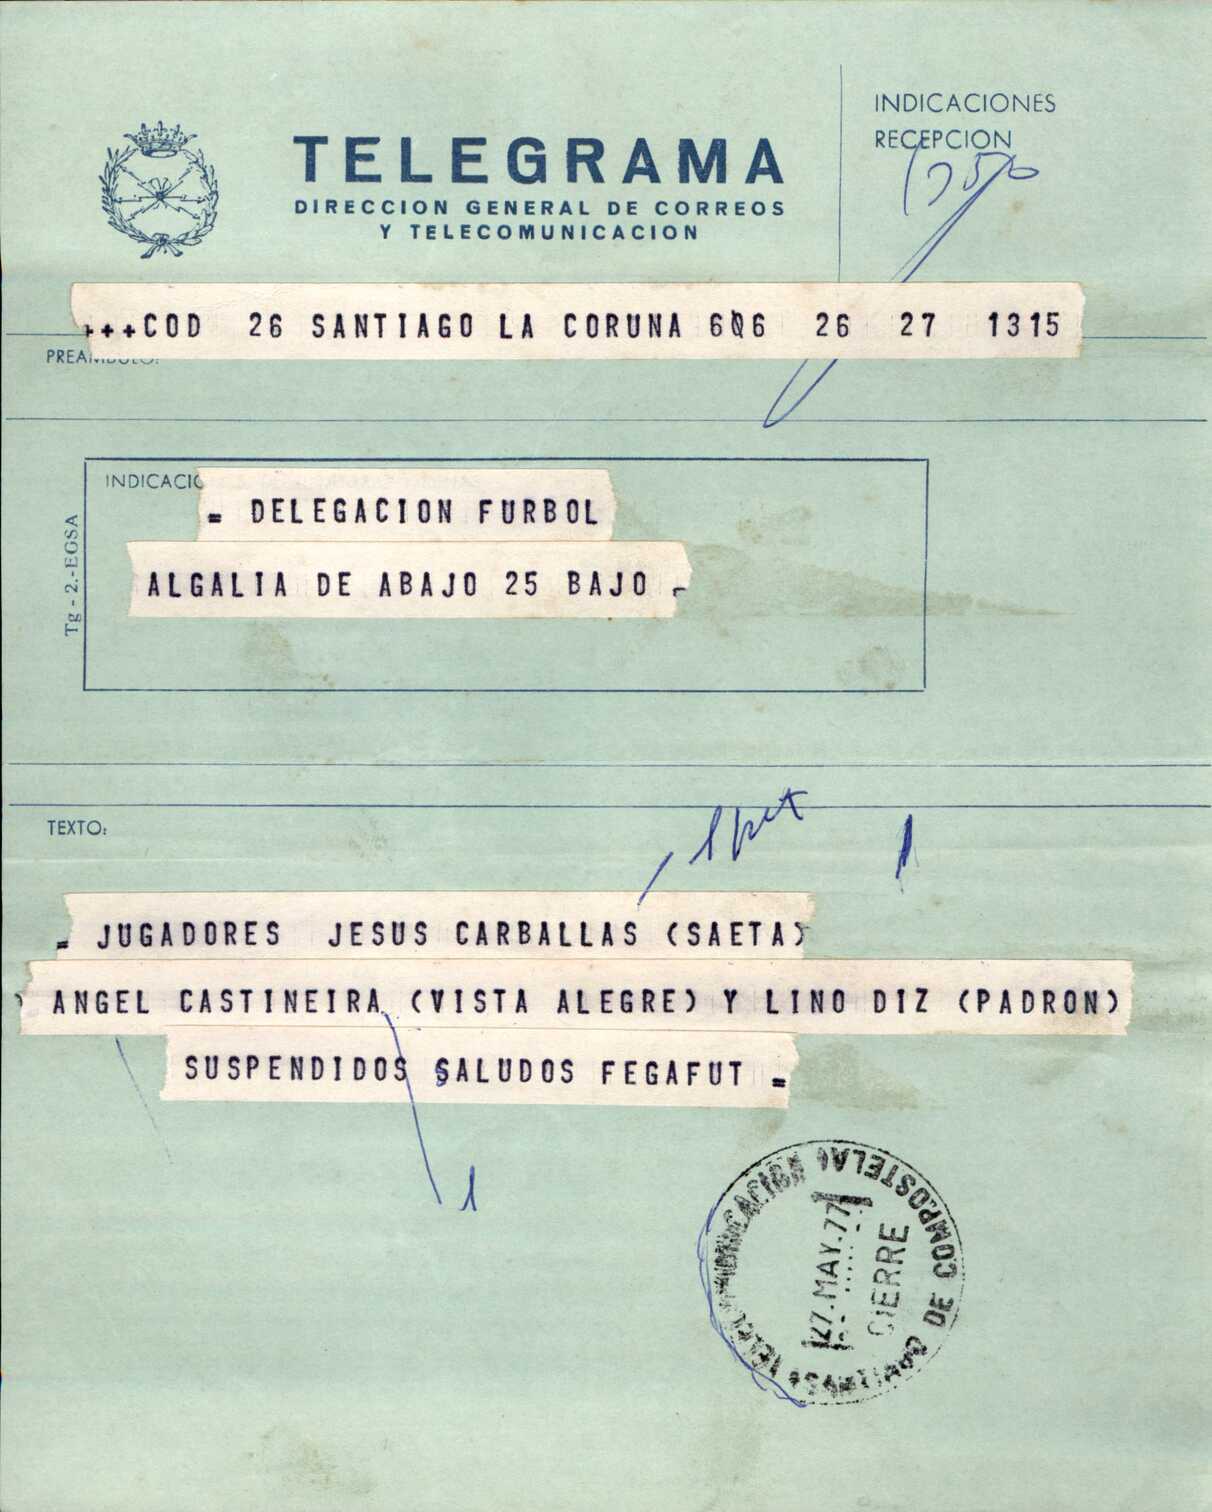 INDICACIONES
RECEPCION
TELEGRAMA
DIRECCION GENERAL DE CORREOS
Y TELECOMUNICACION
+++COD 26 SANTIAGO LA CORUNA 606 26 27 1315
PREAMBULO:
INDICACIO
= DELEGACION FURBOL
ALGALIA DE ABAJO 25 BAJO -
Tg - 2.-EGSA
TEXTO:
= JUGADORES JESUS CARBALLAS (SAETA)
ANGEL CASTINEIRA (VISTA ALEGRE) Y LINO DIZ (PADRON)
SUSPENDIDOS SALUDOS FEGAFUT =
SANTIAGO DE COMPOSTELA
27.MAY.77
CIERRE